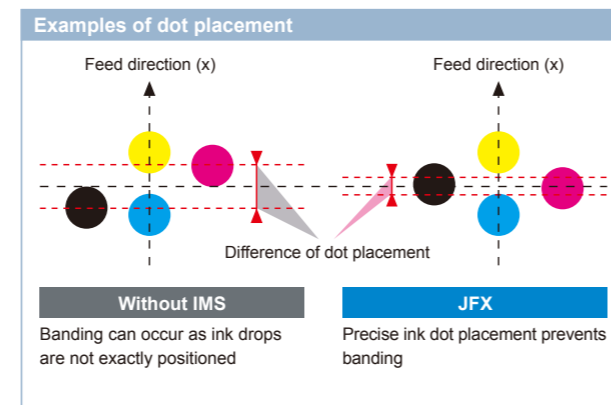 Examples of dot placement
Feed direction (x)
Feed direction (x)
Difference of dot placement
Without IMS
Banding can occur as ink drops
are not exactly positioned
JFX
Precise ink dot placement prevents
banding